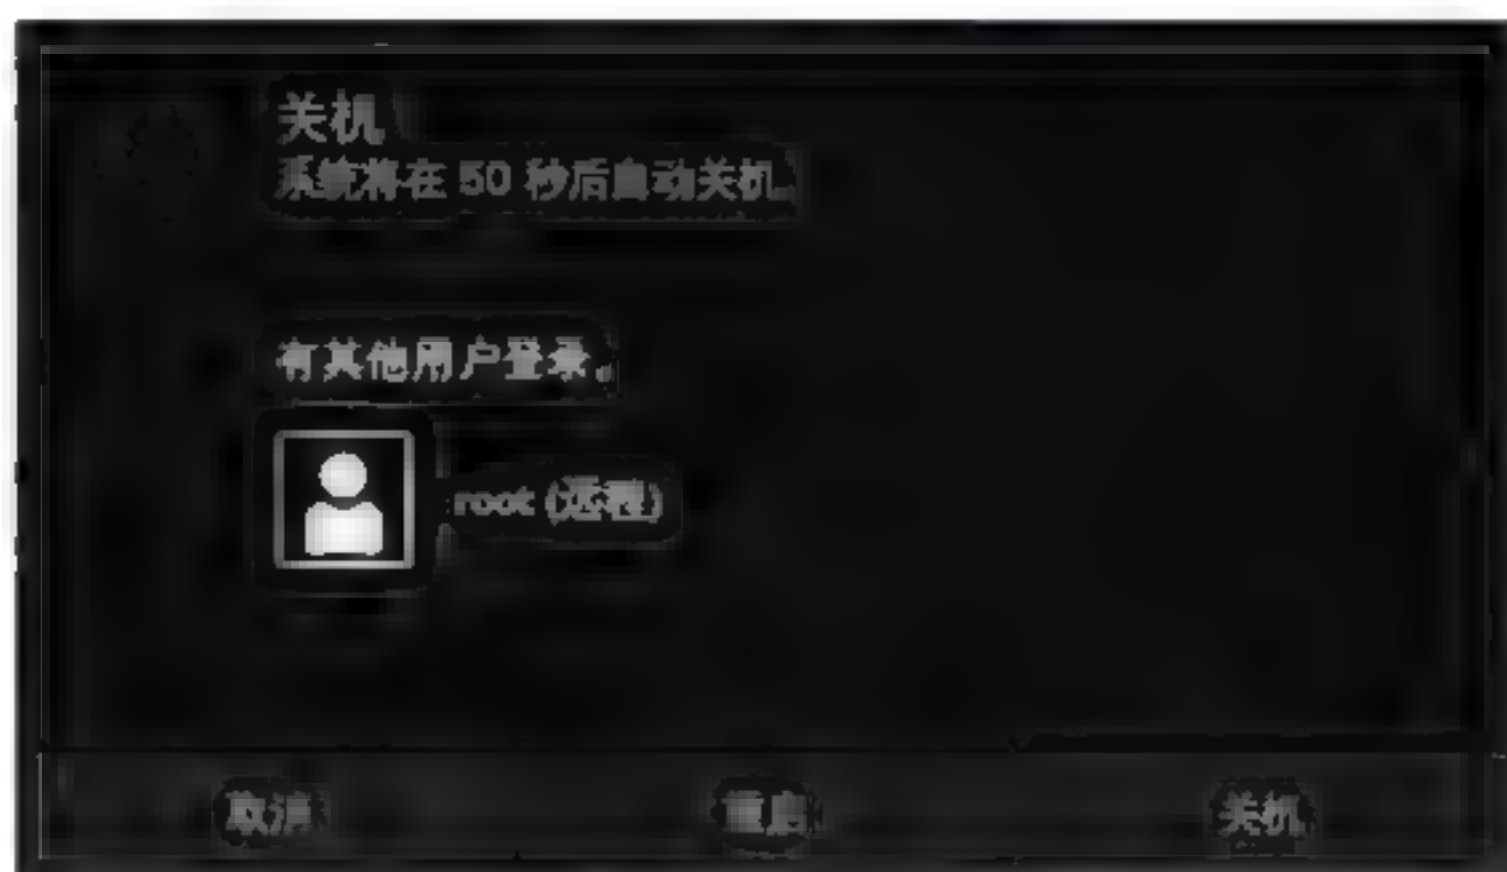 关机
系统将在 50 秒后自动关机。
有其他用户登录。
root (远程)
取消
重启
关机